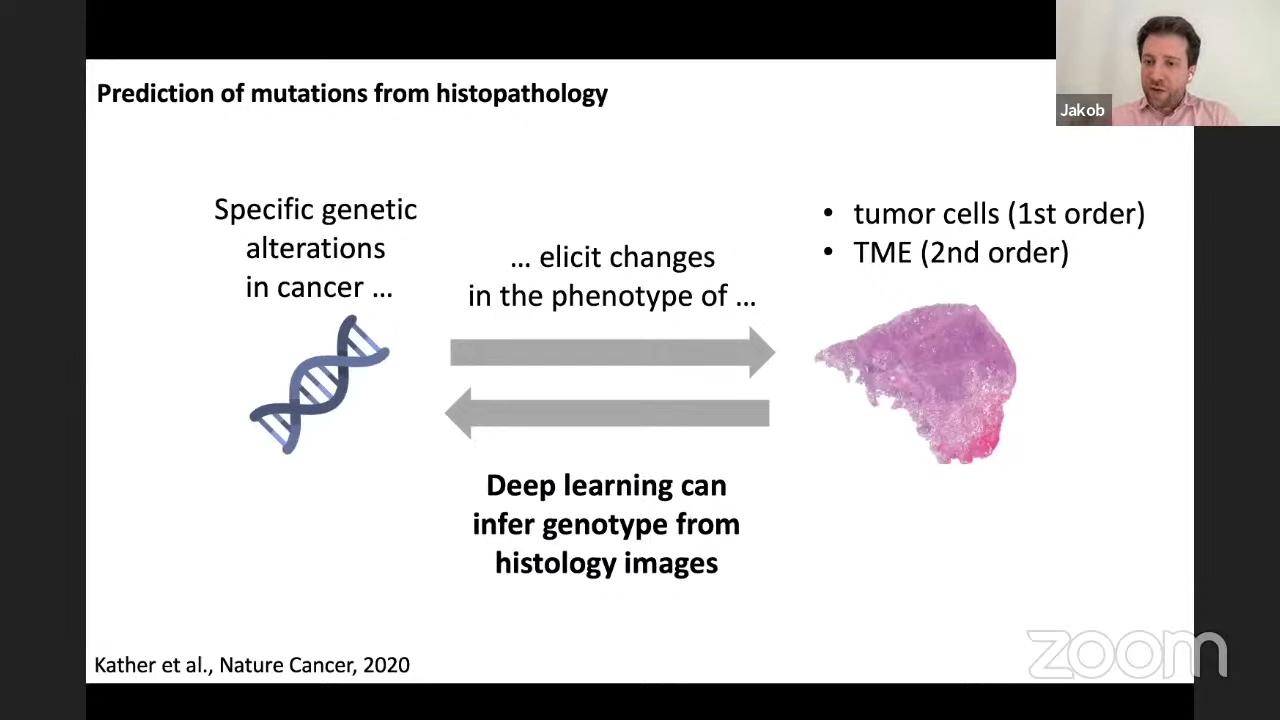 Prediction of mutations from histopathology
Jakob
Specific genetic
alterations
in cancer ...
... elicit changes
in the phenotype of ...
• tumor cells (1st order)
• TME (2nd order)
Deep learning can
infer genotype from
histology images
Kather et al., Nature Cancer, 2020
zoom